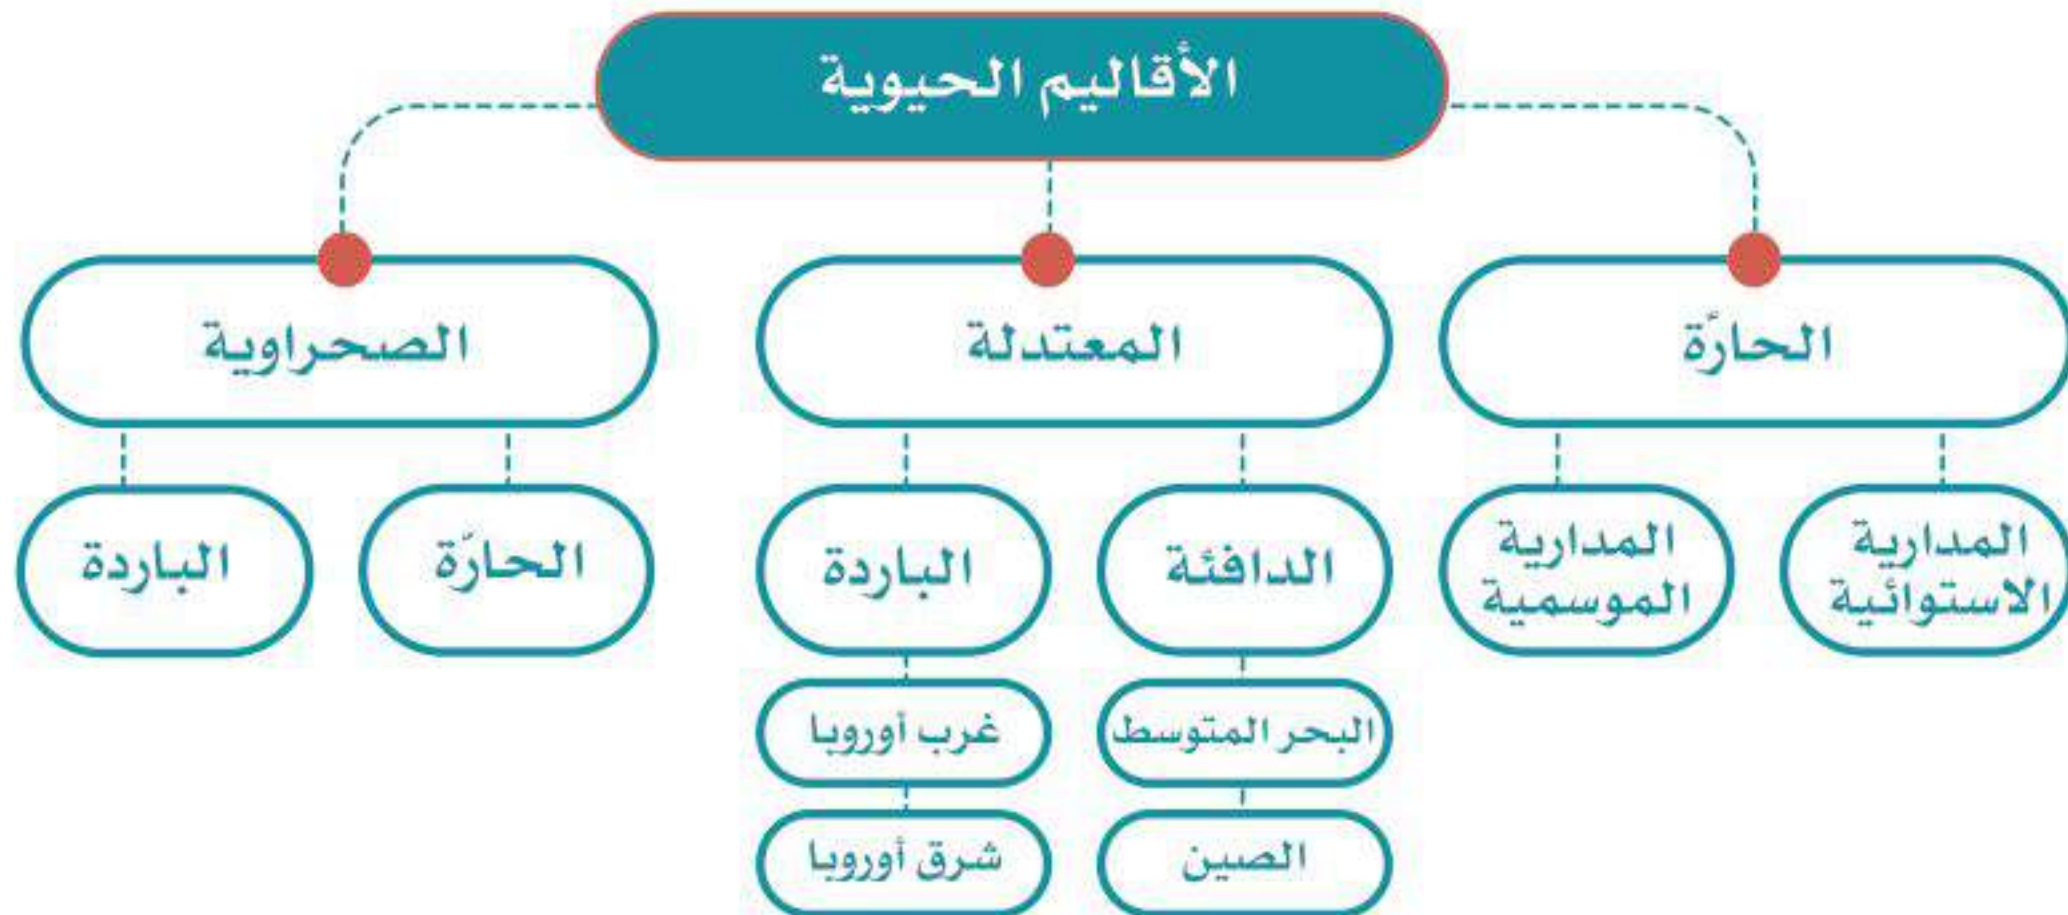 الأقاليم الحيوية
الحارّة
المعتدلة
الصحراوية
المدارية
الاستوائية
المدارية
الموسمية
الدافئة
الباردة
الحارّة
الباردة
البحر المتوسط
غرب أوروبا
الصين
شرق أوروبا